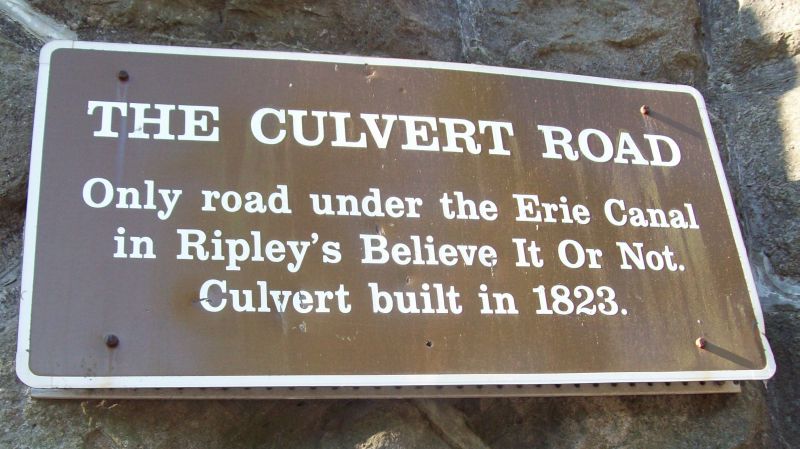 THE CULVERT ROAD
Only road under the Erie Canal
in Ripley's Believe It Or Not.
Culvert built in 1823.